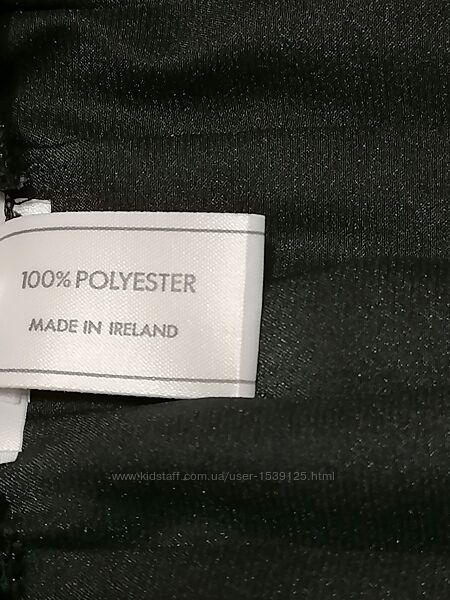 100% POLYESTER
MADE IN IRELAND
www.kidstaff.com.ua/user-1539125.html